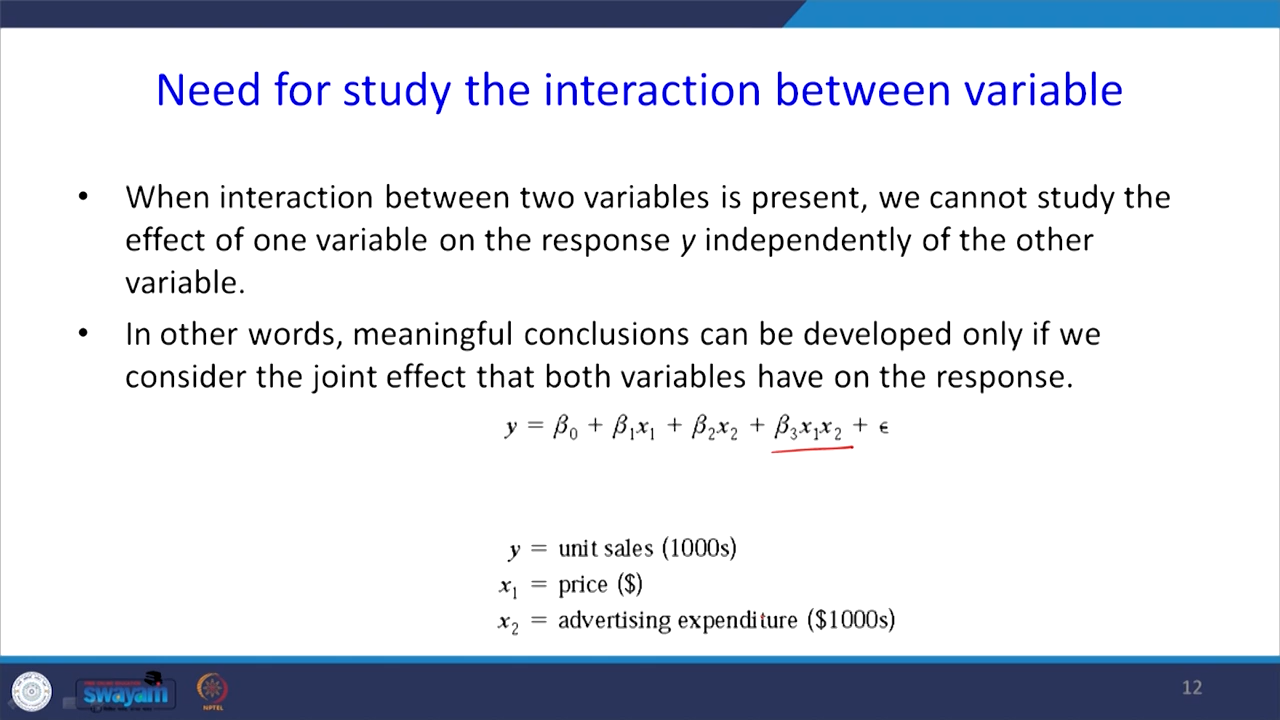 Need for study the interaction between variable
• When interaction between two variables is present, we cannot study the
effect of one variable on the response y independently of the other
variable.
• In other words, meaningful conclusions can be developed only if we
consider the joint effect that both variables have on the response.
y = β₀ + β₁x₁ + β₂x₂ + β₃x₁x₂ + ϵ
y = unit sales (1000s)
x₁ = price ($)
x₂ = advertising expenditure ($1000s)
swayam
NPTEL
12